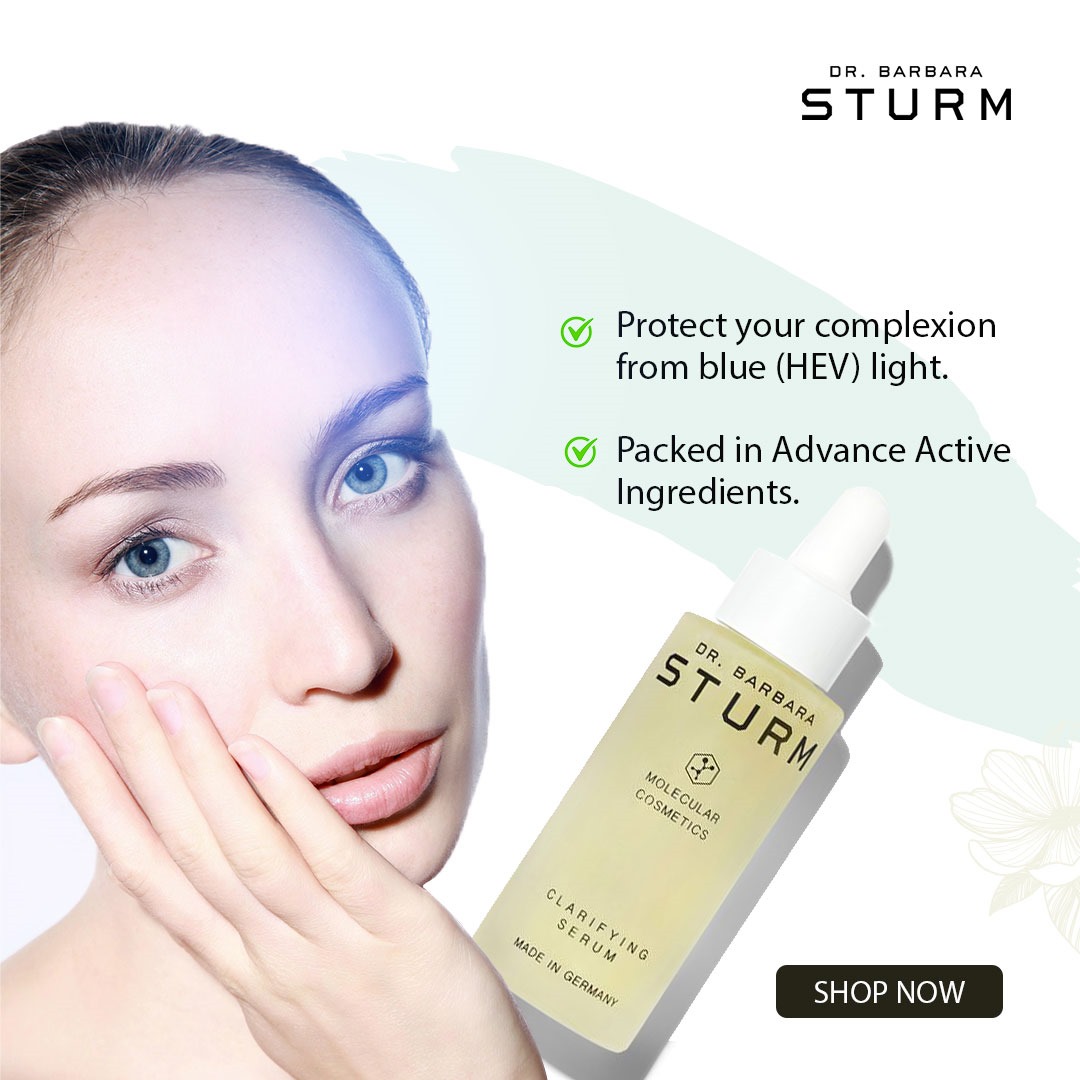 DR. BARBARA
STURM
Protect your complexion
from blue (HEV) light.
Packed in Advance Active
Ingredients.
DR. BARBARA
STURM
MOLECULAR
COSMETICS
CLARIFYING
SERUM
MADE IN GERMANY
SHOP NOW